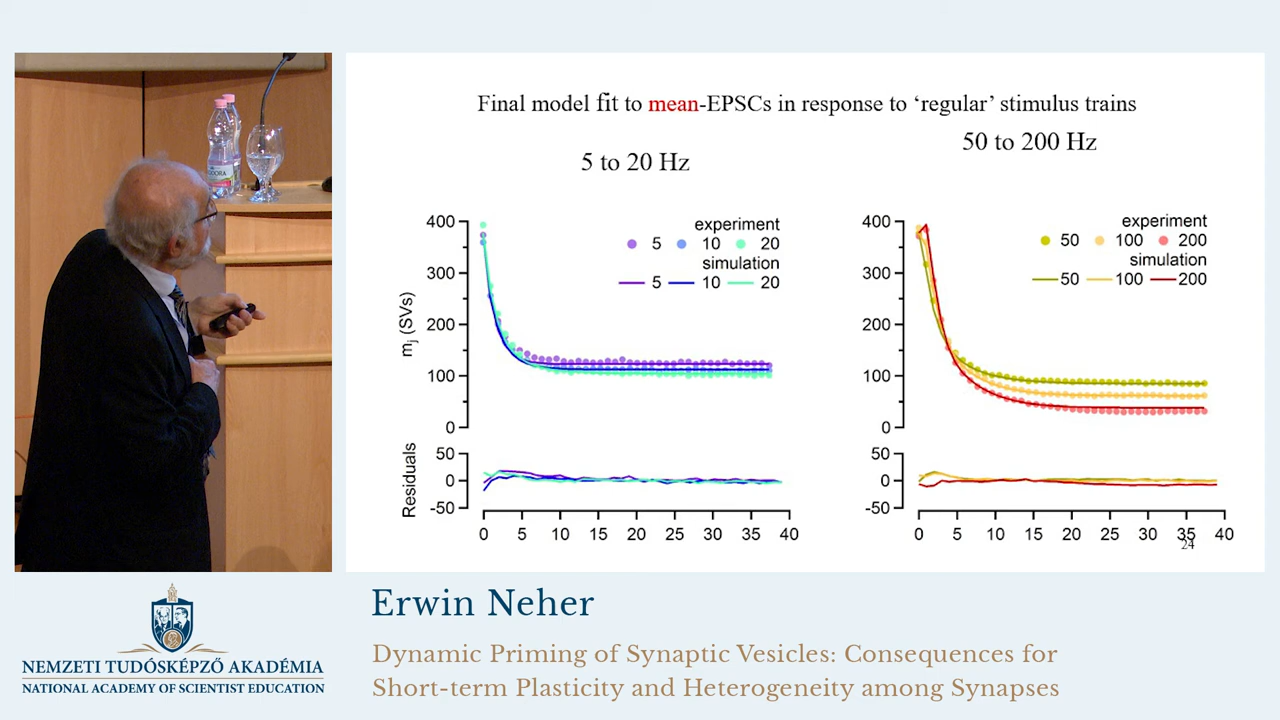 Final model fit to mean-EPSCs in response to ‘regular’ stimulus trains
5 to 20 Hz
50 to 200 Hz
experiment
5 10 20
simulation
5 10 20
400
300
200
100
0
mj (SVs)
50
0
-50
Residuals
0 5 10 15 20 25 30 35 40
experiment
50 100 200
simulation
50 100 200
400
300
200
100
0
50
0
-50
0 5 10 15 20 25 30 35 40
24
Erwin Neher
Dynamic Priming of Synaptic Vesicles: Consequences for
Short-term Plasticity and Heterogeneity among Synapses
NEMZETI TUDÓSKÉPZŐ AKADÉMIA
NATIONAL ACADEMY OF SCIENTIST EDUCATION